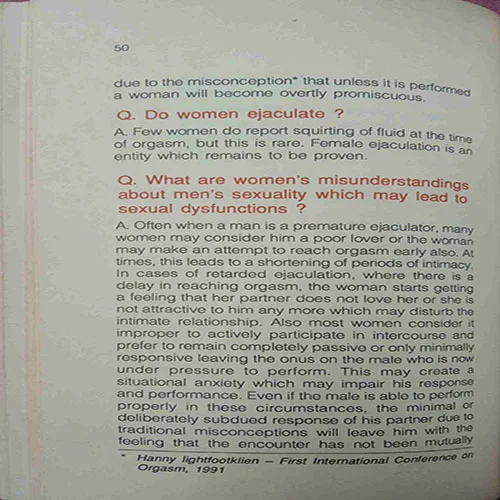 50
due to the misconception* that unless it is performed
a woman will become overtly promiscuous.
Q. Do women ejaculate ?
A. Few women do report squirting of fluid at the time
of orgasm, but this is rare. Female ejaculation is an
entity which remains to be proven.
Q. What are women's misunderstandings
about men's sexuality which may lead to
sexual dysfunctions ?
A. Often when a man is a premature ejaculator, many
women may consider him a poor lover or the woman
may make an attempt to reach orgasm early also. At
times, this leads to a shortening of periods of intimacy.
In cases of retarded ejaculation, where there is a
delay in reaching orgasm, the woman starts getting
a feeling that her partner does not love her or she is
not attractive to him any more which may disturb the
intimate relationship. Also most women consider it
improper to actively participate in intercourse and
prefer to remain completely passive or only minimally
responsive leaving the onus on the male who is now
under pressure to perform. This may create a
situational anxiety which may impair his response
and performance. Even if the male is able to perform
properly in these circumstances, the minimal or
deliberately subdued response of his partner due to
traditional misconceptions will leave him with the
feeling that the encounter has not been mutually
* Hanny lightfootklien – First International Conference on
Orgasm, 1991